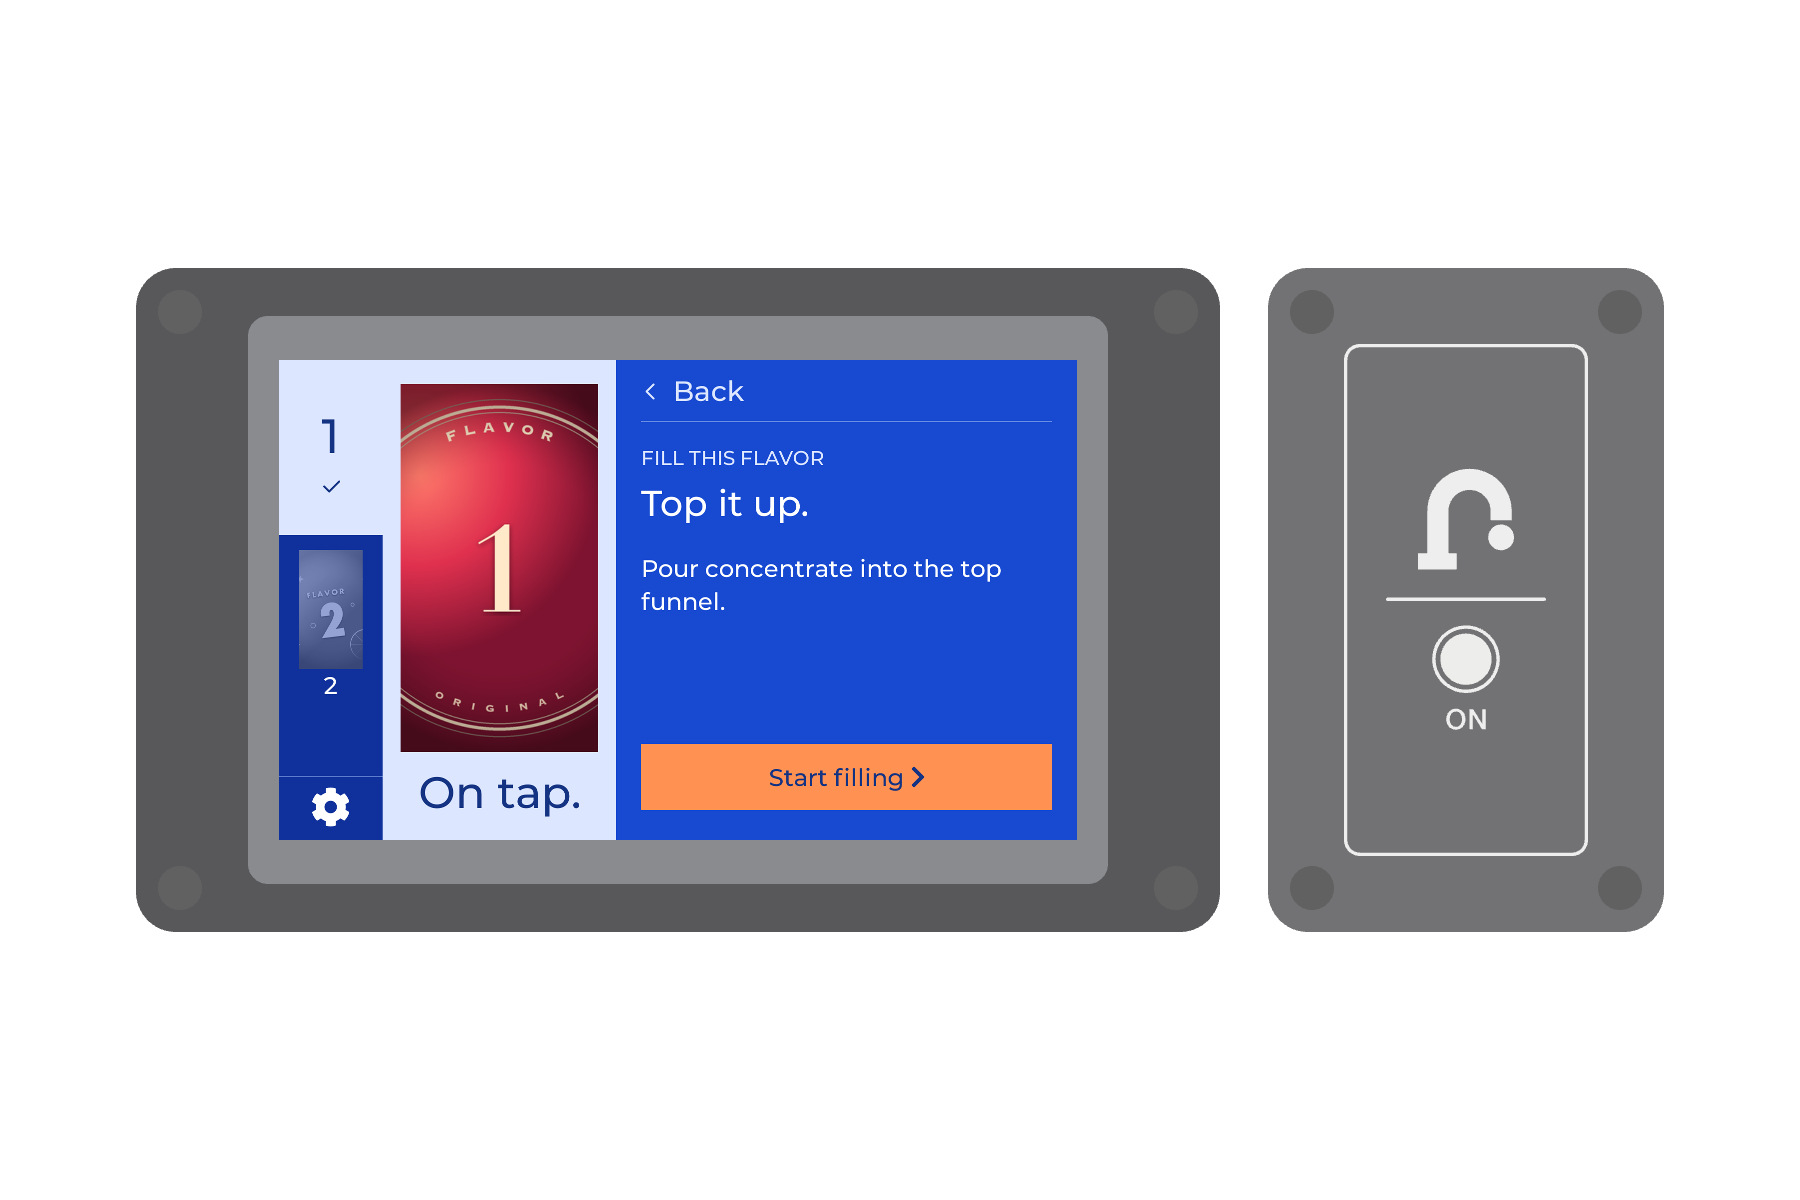 1
FLAVOR
2
2
FLAVOR
1
ORIGINAL
On tap.
Back
FILL THIS FLAVOR
Top it up.
Pour concentrate into the top
funnel.
Start filling
ON